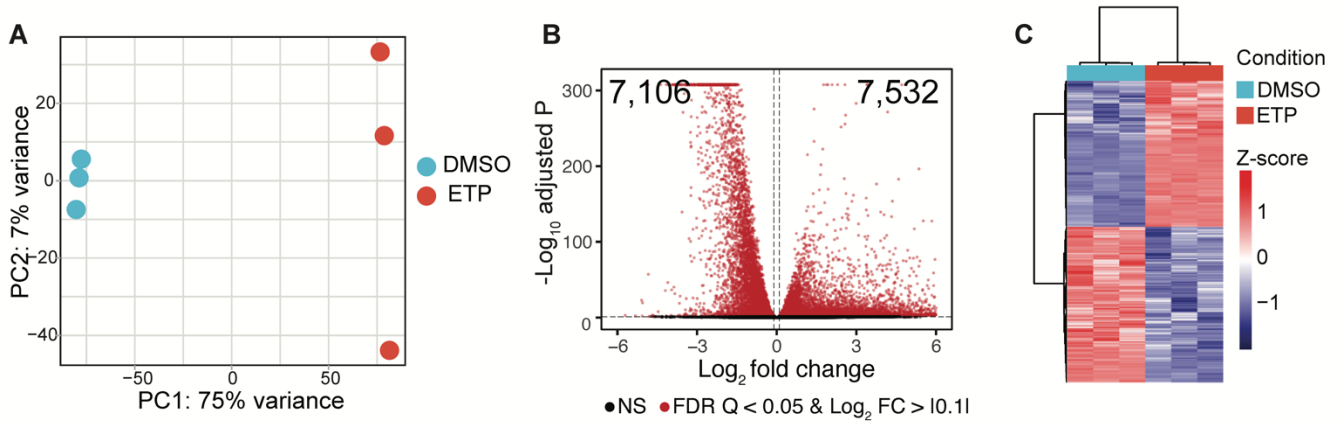 A
PC2: 7% variance
20
0
−20
−40
−50
0
50
PC1: 75% variance
DMSO
ETP
B
7,106
7,532
-Log₁₀ adjusted P
300
200
100
0
−6
−3
0
3
6
Log₂ fold change
NS
FDR Q < 0.05 & Log₂ FC > |0.1|
C
Condition
DMSO
ETP
Z-score
1
0
−1